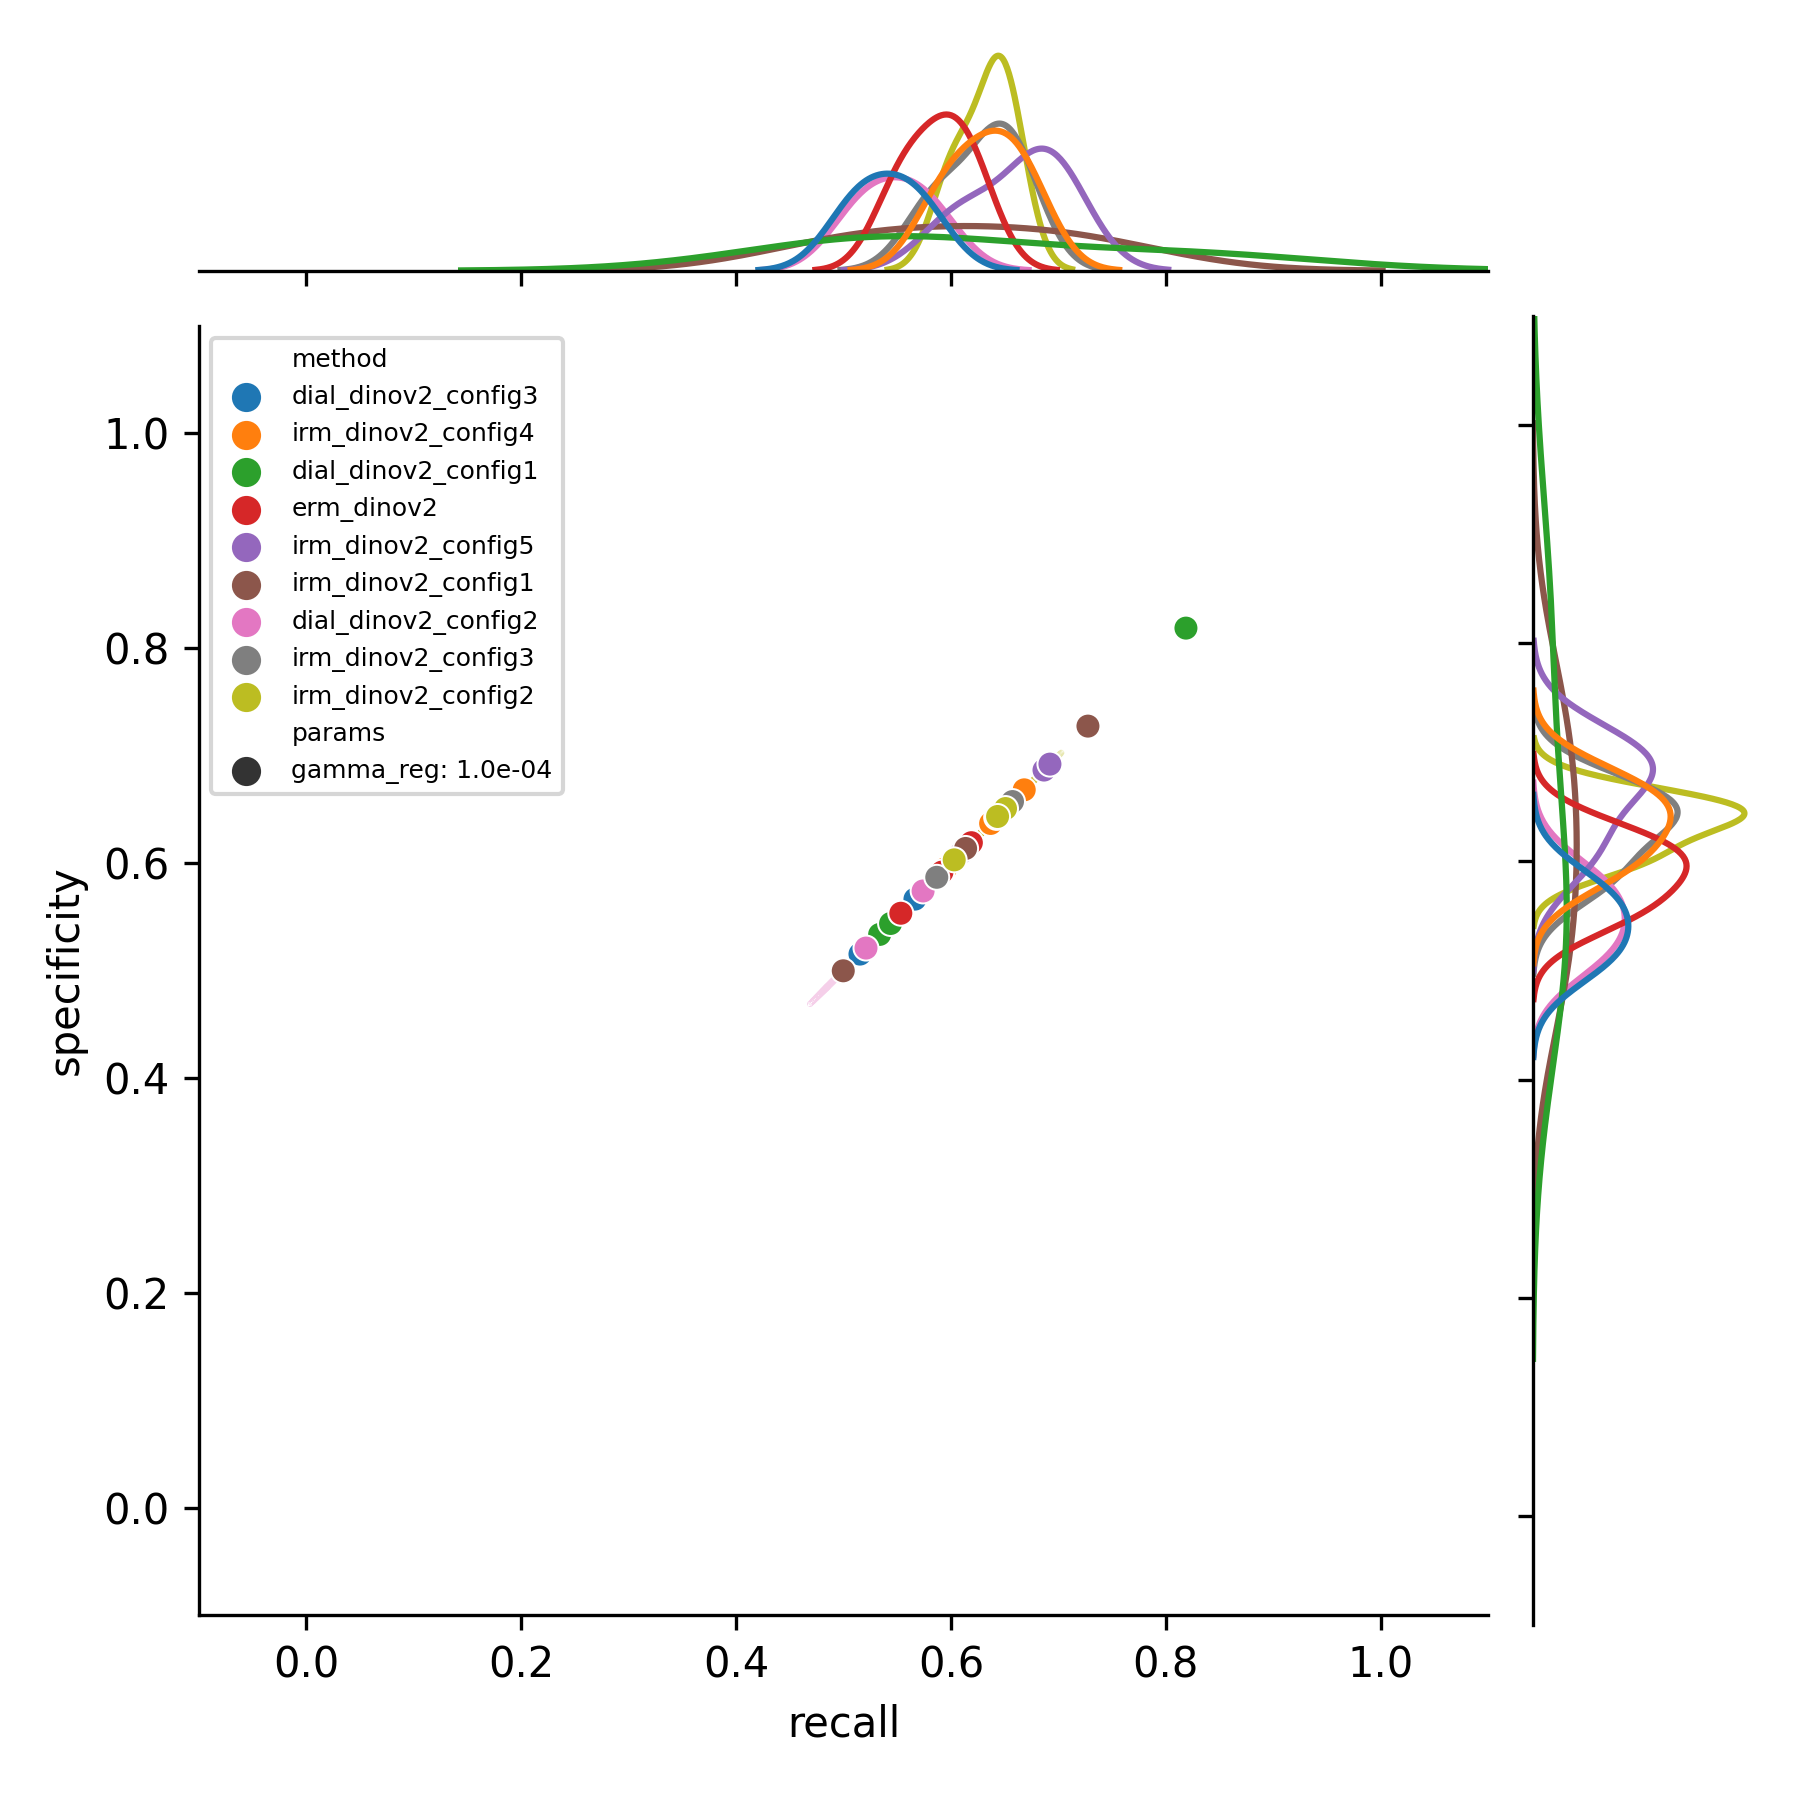 method
dial_dinov2_config3
irm_dinov2_config4
dial_dinov2_config1
erm_dinov2
irm_dinov2_config5
irm_dinov2_config1
dial_dinov2_config2
irm_dinov2_config3
irm_dinov2_config2
params
gamma_reg: 1.0e-04
1.0
0.8
0.6
0.4
0.2
0.0
specificity
0.0 0.2 0.4 0.6 0.8 1.0
recall